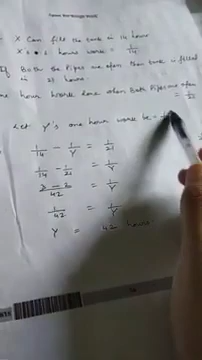 X Can fill the tank in 14 hour
X's 1 hours work = 1/14
If Both the Pipes are open then tank is filled
in 21 hour.
hour work done when Both Pipes are open
= 1/21
Let Y's one hour work be = 1/
1/14 - 1/Y = 1/21
1/14 - 1/21 = 1/Y
3-2/42 = 1/Y
1/42 = 1/Y
Y = 42 hours